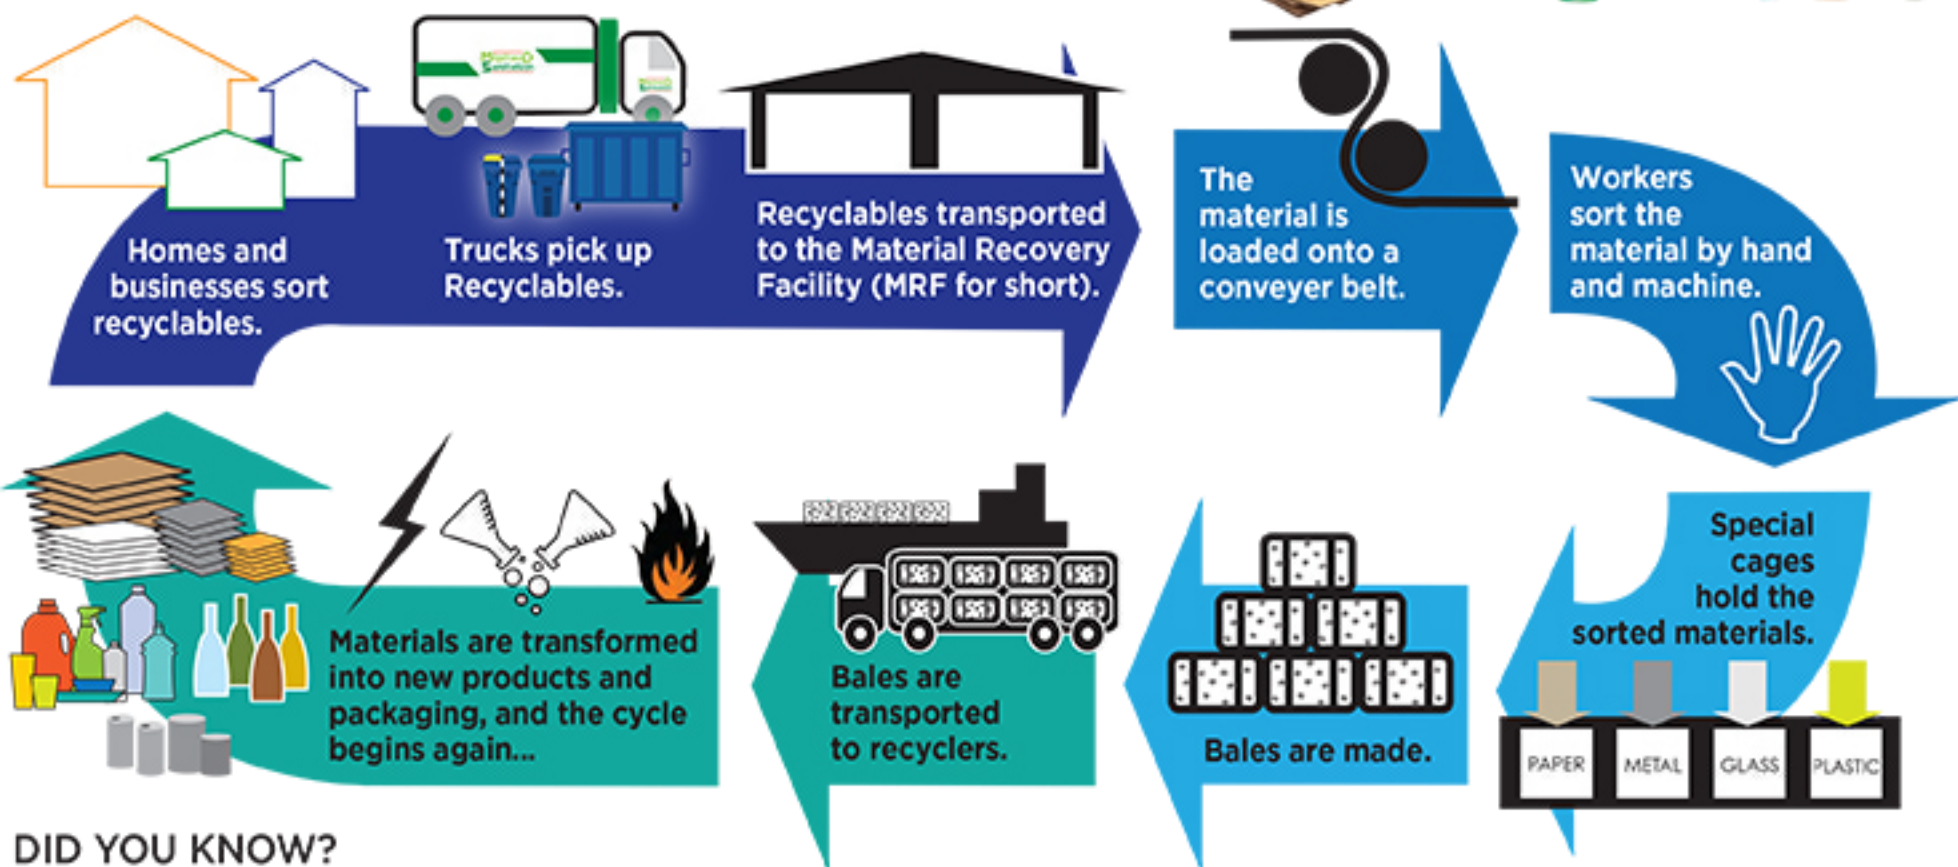 Homes and
businesses sort
recyclables.
Trucks pick up
Recyclables.
Recyclables transported
to the Material Recovery
Facility (MRF for short).
The
material is
loaded onto a
conveyer belt.
Workers
sort the
material by hand
and machine.
Special
cages
hold the
sorted materials.
PAPER
METAL
GLASS
PLASTIC
Bales are made.
Bales are
transported
to recyclers.
Materials are transformed
into new products and
packaging, and the cycle
begins again...
DID YOU KNOW?